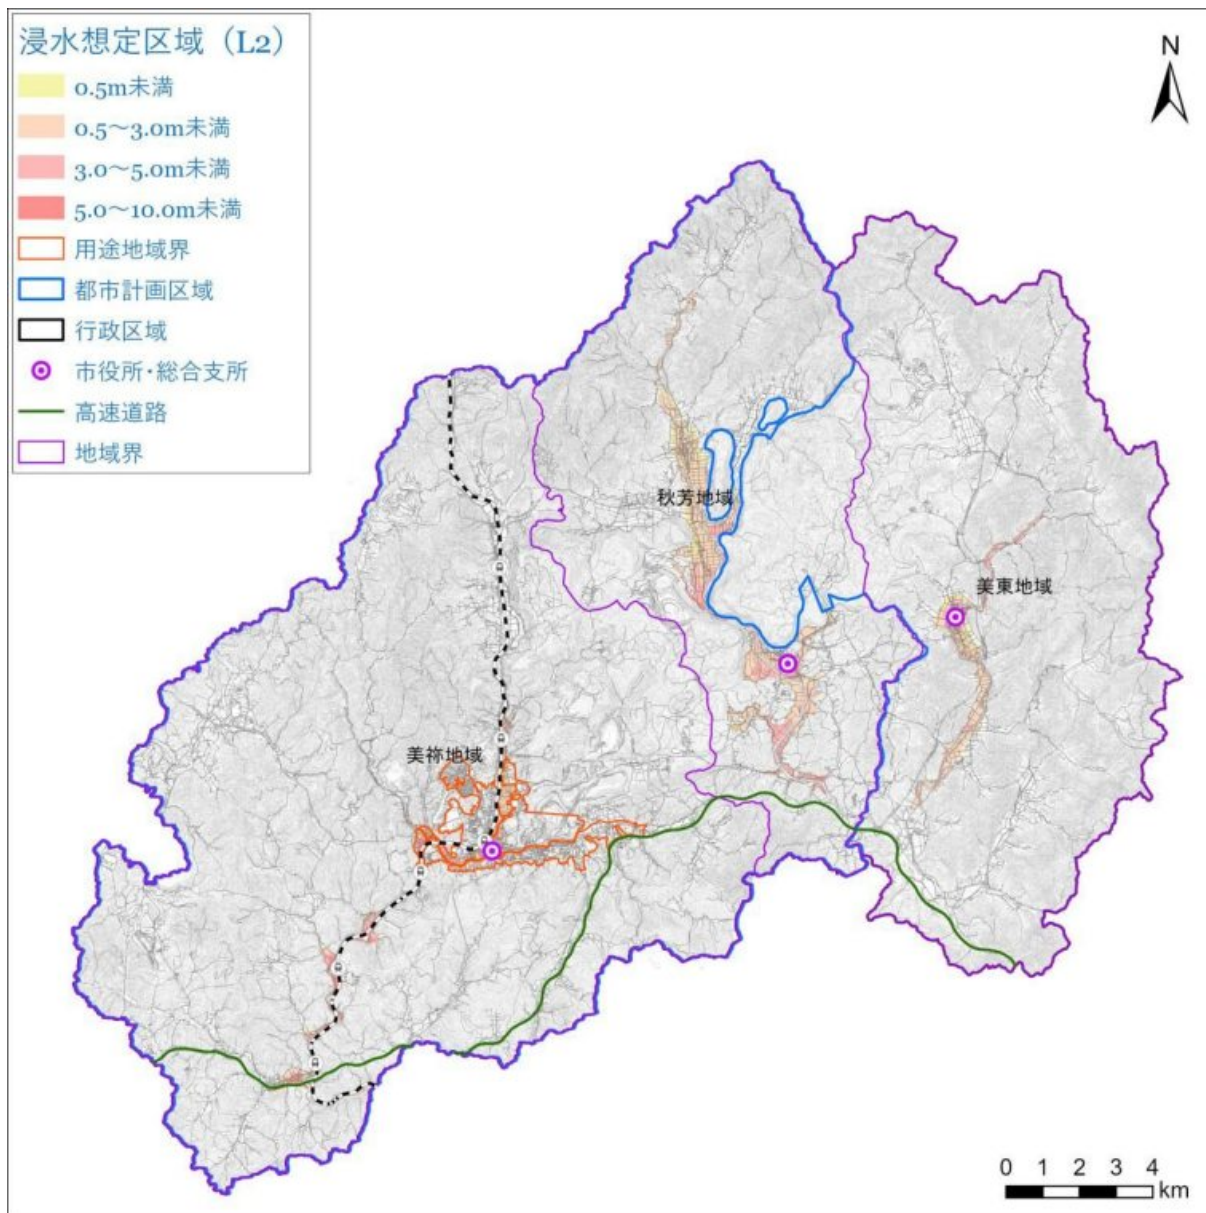 浸水想定区域（L2）
0.5m未満
0.5～3.0m未満
3.0～5.0m未満
5.0～10.0m未満
用途地域界
都市計画区域
行政区域
市役所・総合支所
高速道路
地域界
N
秋芳地域
美東地域
美祢地域
0 1 2 3 4
km